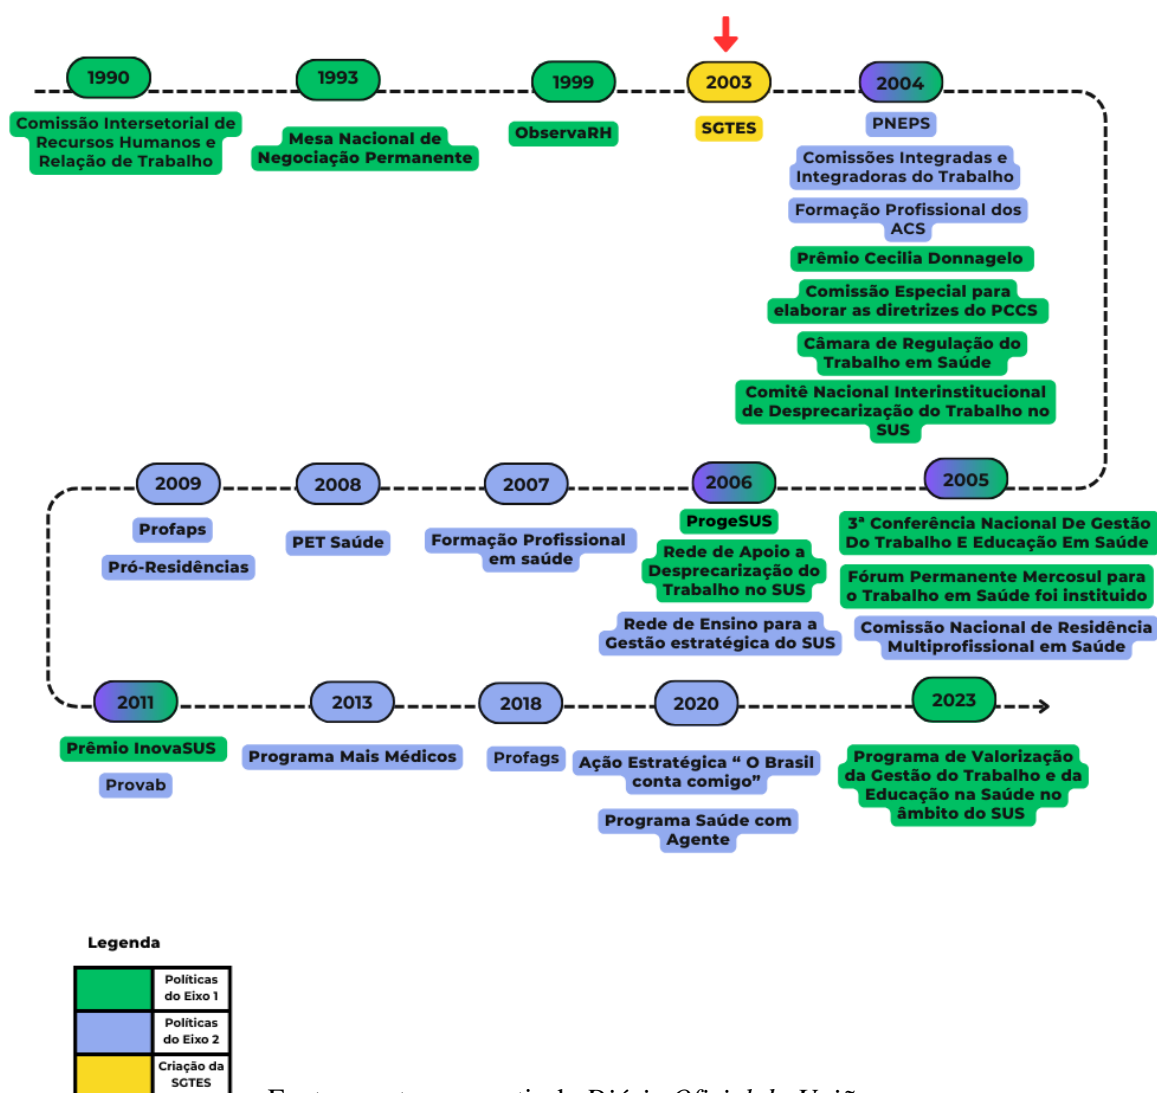 1990
Comissão Intersetorial de
Recursos Humanos e
Relação de Trabalho
1993
Mesa Nacional de
Negociação Permanente
1999
ObservaRH
2003
SGTES
2004
PNEPS
Comissões Integradas e
Integradoras do Trabalho
Formação Profissional dos
ACS
Prêmio Cecilia Donnagelo
Comissão Especial para
elaborar as diretrizes do PCCS
Câmara de Regulação do
Trabalho em Saúde
Comitê Nacional Interinstitucional
de Desprecarização do Trabalho no
SUS
2005
3ª Conferência Nacional De Gestão
Do Trabalho E Educação Em Saúde
Fórum Permanente Mercosul para
o Trabalho em Saúde foi instituido
Comissão Nacional de Residência
Multiprofissional em Saúde
2006
ProgeSUS
Rede de Apoio a
Desprecarização do
Trabalho no SUS
Rede de Ensino para a
Gestão estratégica do SUS
2007
Formação Profissional
em saúde
2008
PET Saúde
2009
Profaps
Pró-Residências
2011
Prêmio InovaSUS
Provab
2013
Programa Mais Médicos
2018
Profags
2020
Ação Estratégica “ O Brasil
conta comigo”
Programa Saúde com
Agente
2023
Programa de Valorização
da Gestão do Trabalho e da
Educação na Saúde no
âmbito do SUS
Legenda
Políticas
do Eixo 1
Políticas
do Eixo 2
Criação da
SGTES